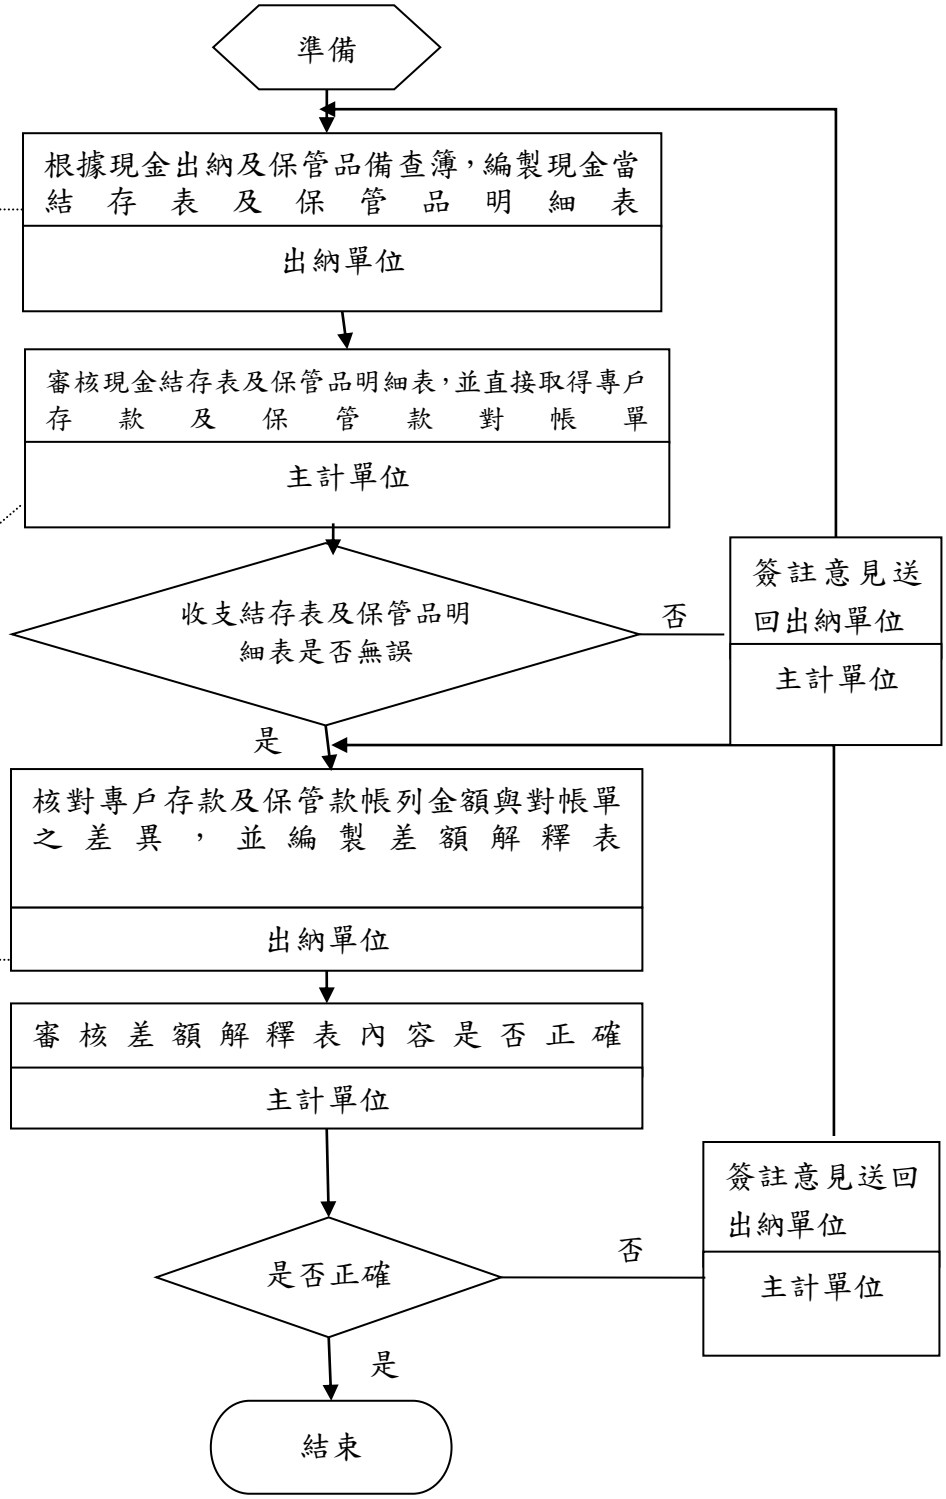 準備
根據現金出納及保管品備查簿，編製現金當
結存表及保管品明細表
出納單位
審核現金結存表及保管品明細表，並直接取得專戶
存款及保管款對帳單
主計單位
收支結存表及保管品明
細表是否無誤
否
簽註意見送
回出納單位
主計單位
是
核對專戶存款及保管款帳列金額與對帳單
之差異，並編製差額解釋表
出納單位
審核差額解釋表內容是否正確
主計單位
是否正確
否
簽註意見送回
出納單位
主計單位
是
結束